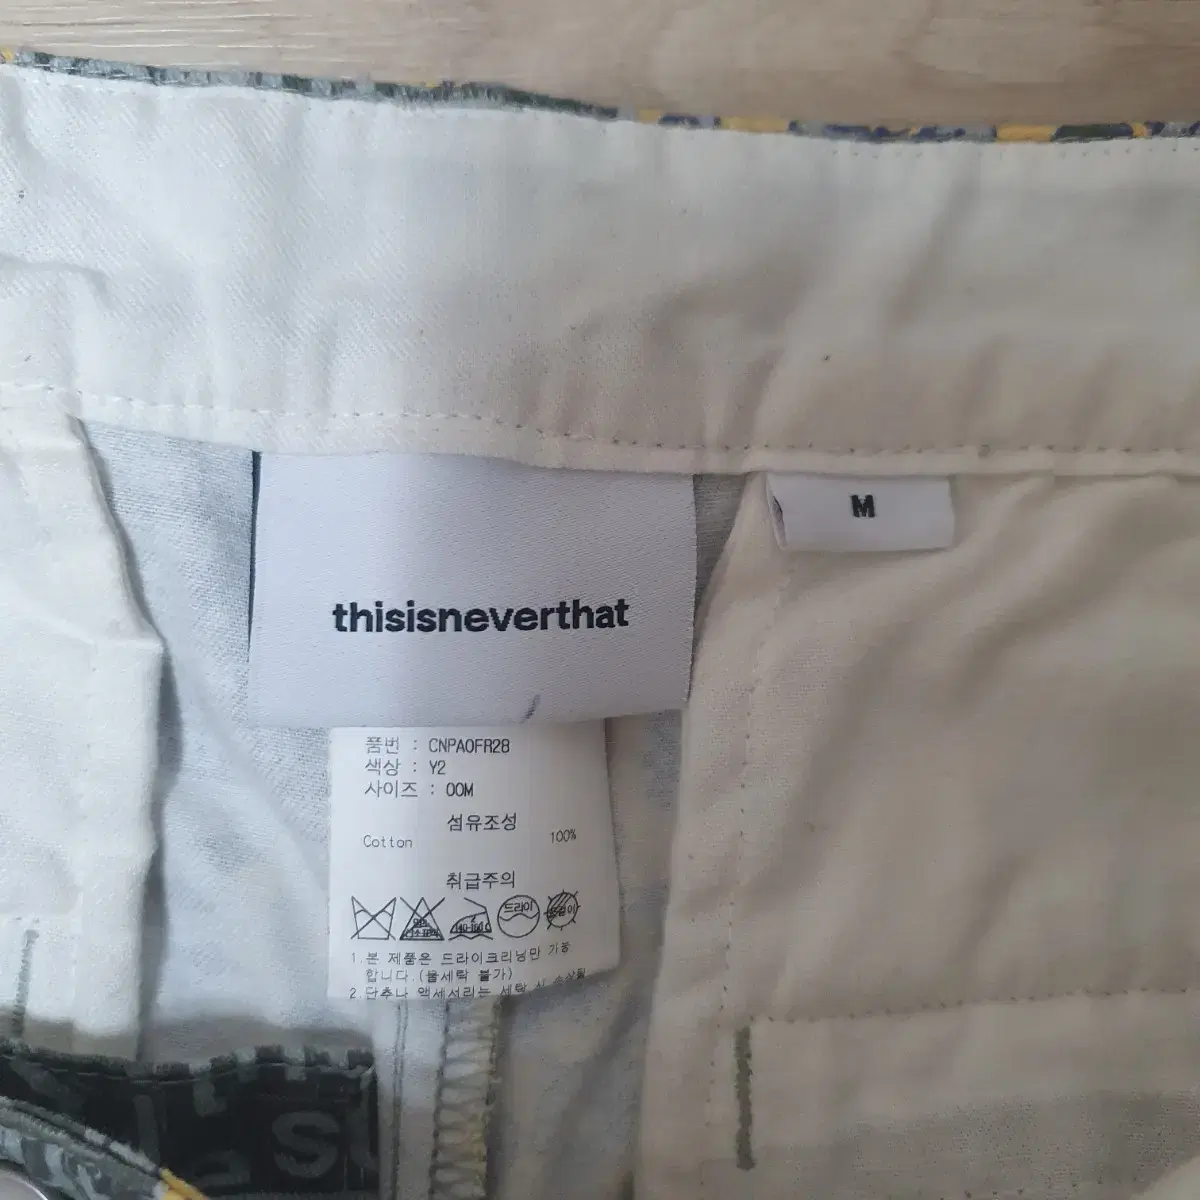 M
thisisneverthat
품번 : CNPAOFR28
색상 : Y2
사이즈 : 00M
섬유조성
Cotton 100%
취급주의
드라이
1.본 제품은 드라이크리닝만 가능
합니다.(물세탁 불가)
2.단추나 액세서리는 세탁 시